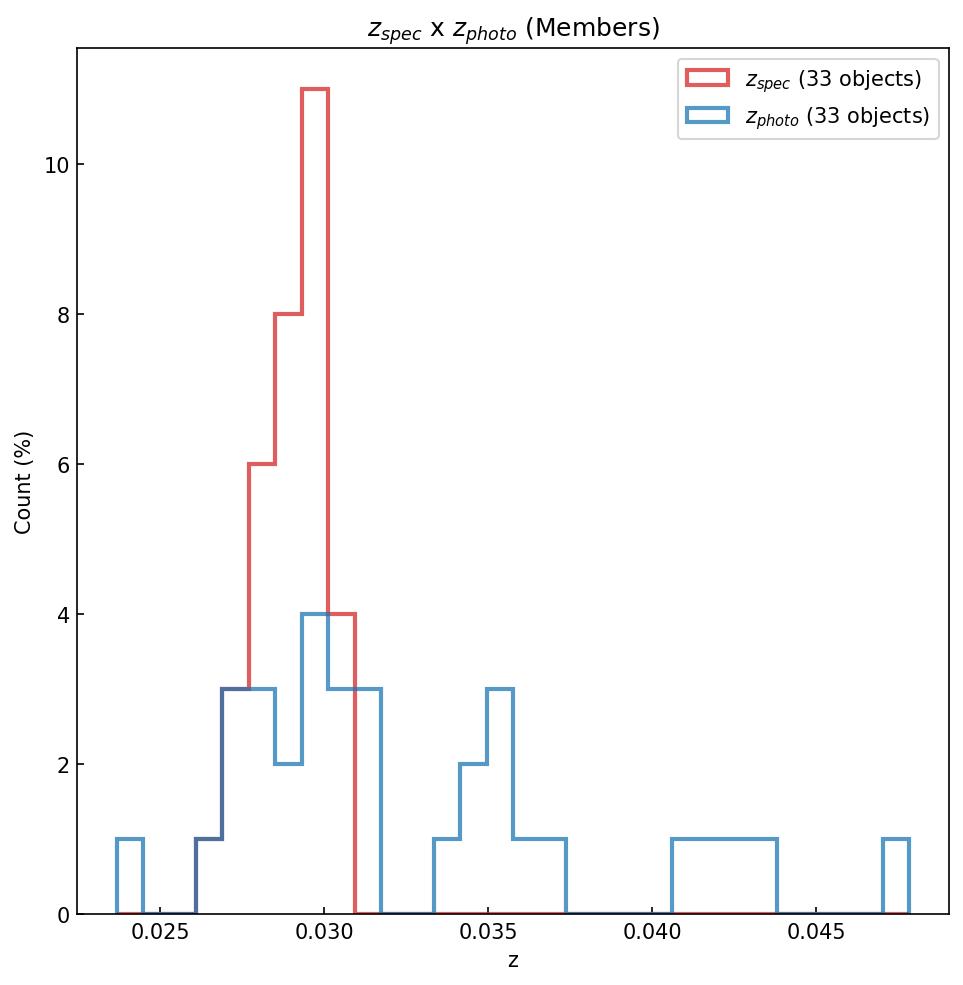 z_spec x z_photo (Members)
z_spec (33 objects)
z_photo (33 objects)
Count (%)
10
8
6
4
2
0
0.025 0.030 0.035 0.040 0.045
z